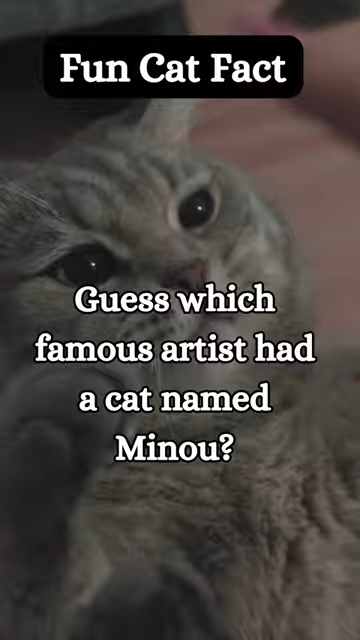 Fun Cat Fact
Guess which
famous artist had
a cat named
Minou?